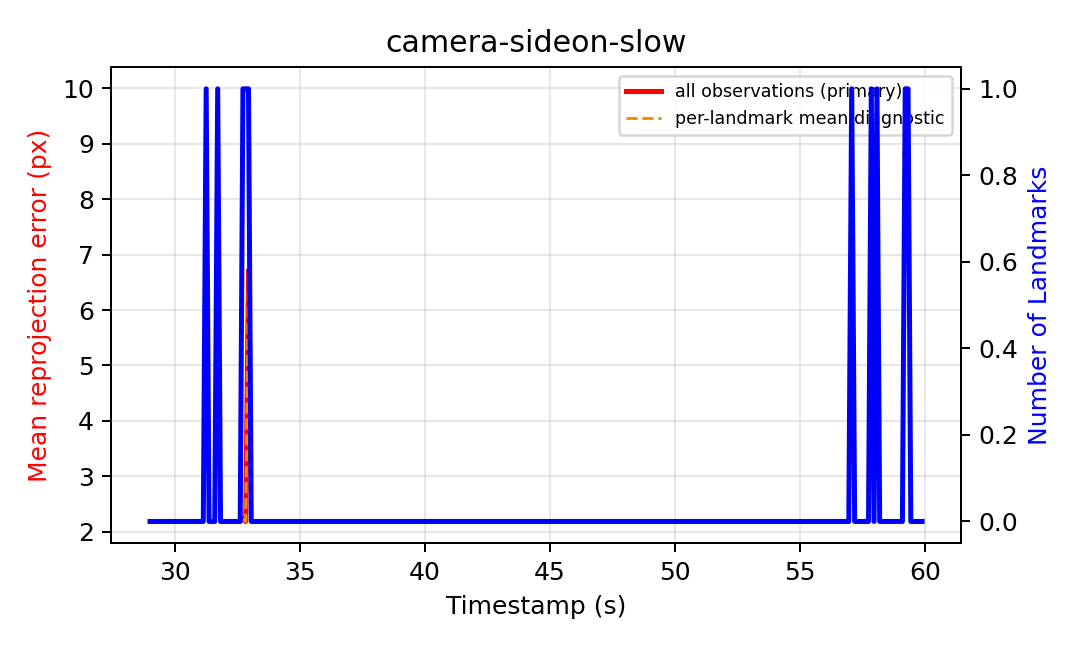 camera-sideon-slow
all observations (primary)
per-landmark mean diagnostic
10
9
8
7
6
5
4
3
2
Mean reprojection error (px)
1.0
0.8
0.6
0.4
0.2
0.0
Number of Landmarks
30 35 40 45 50 55 60
Timestamp (s)